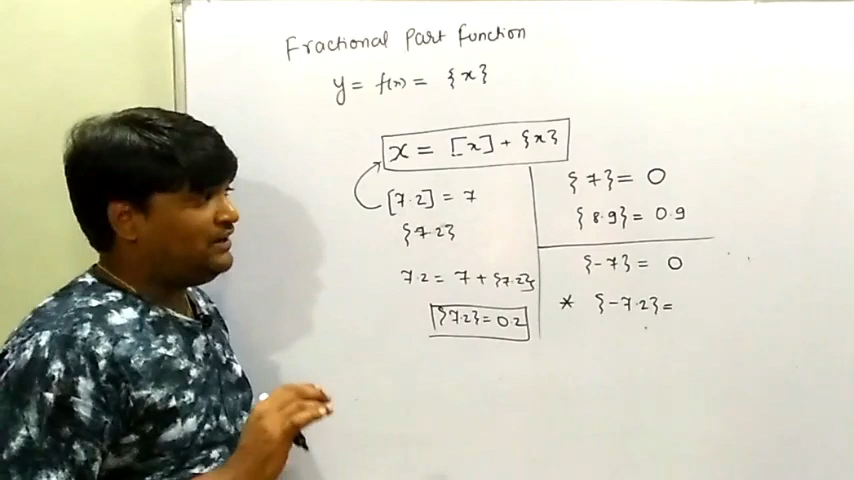 Fractional Part Function
y = f(x) = {x}
x = [x] + {x}
[7.2] = 7
{7.2}
7.2 = 7 + {7.2}
{7.2} = 0.2
{7} = 0
{8.9} = 0.9
{-7} = 0
* {-7.2} =